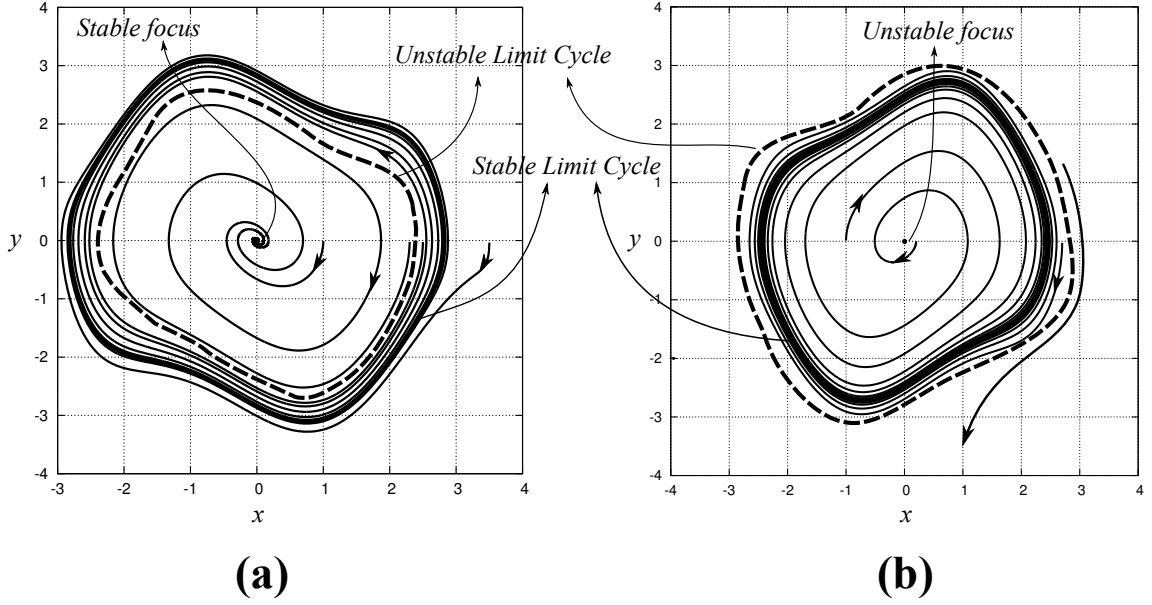 Stable focus
Unstable Limit Cycle
Stable Limit Cycle
Unstable focus
4
3
2
1
0
-1
-2
-3
-4
y
-3 -2 -1 0 1 2 3 4
x
(a)
4
3
2
1
0
-1
-2
-3
-4
y
-4 -3 -2 -1 0 1 2 3 4
x
(b)